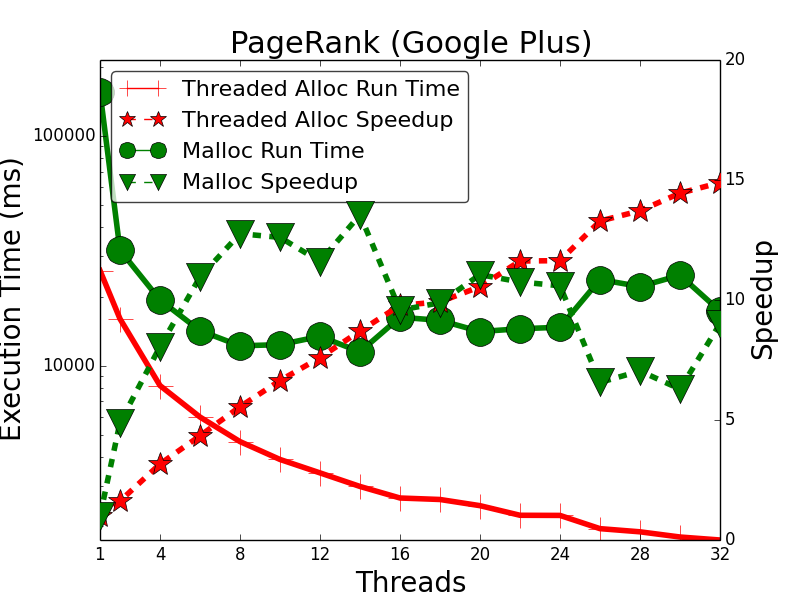 PageRank (Google Plus)
Threaded Alloc Run Time
Threaded Alloc Speedup
Malloc Run Time
Malloc Speedup
Execution Time (ms)
100000
10000
20
15
10
5
0
Speedup
1 4 8 12 16 20 24 28 32
Threads